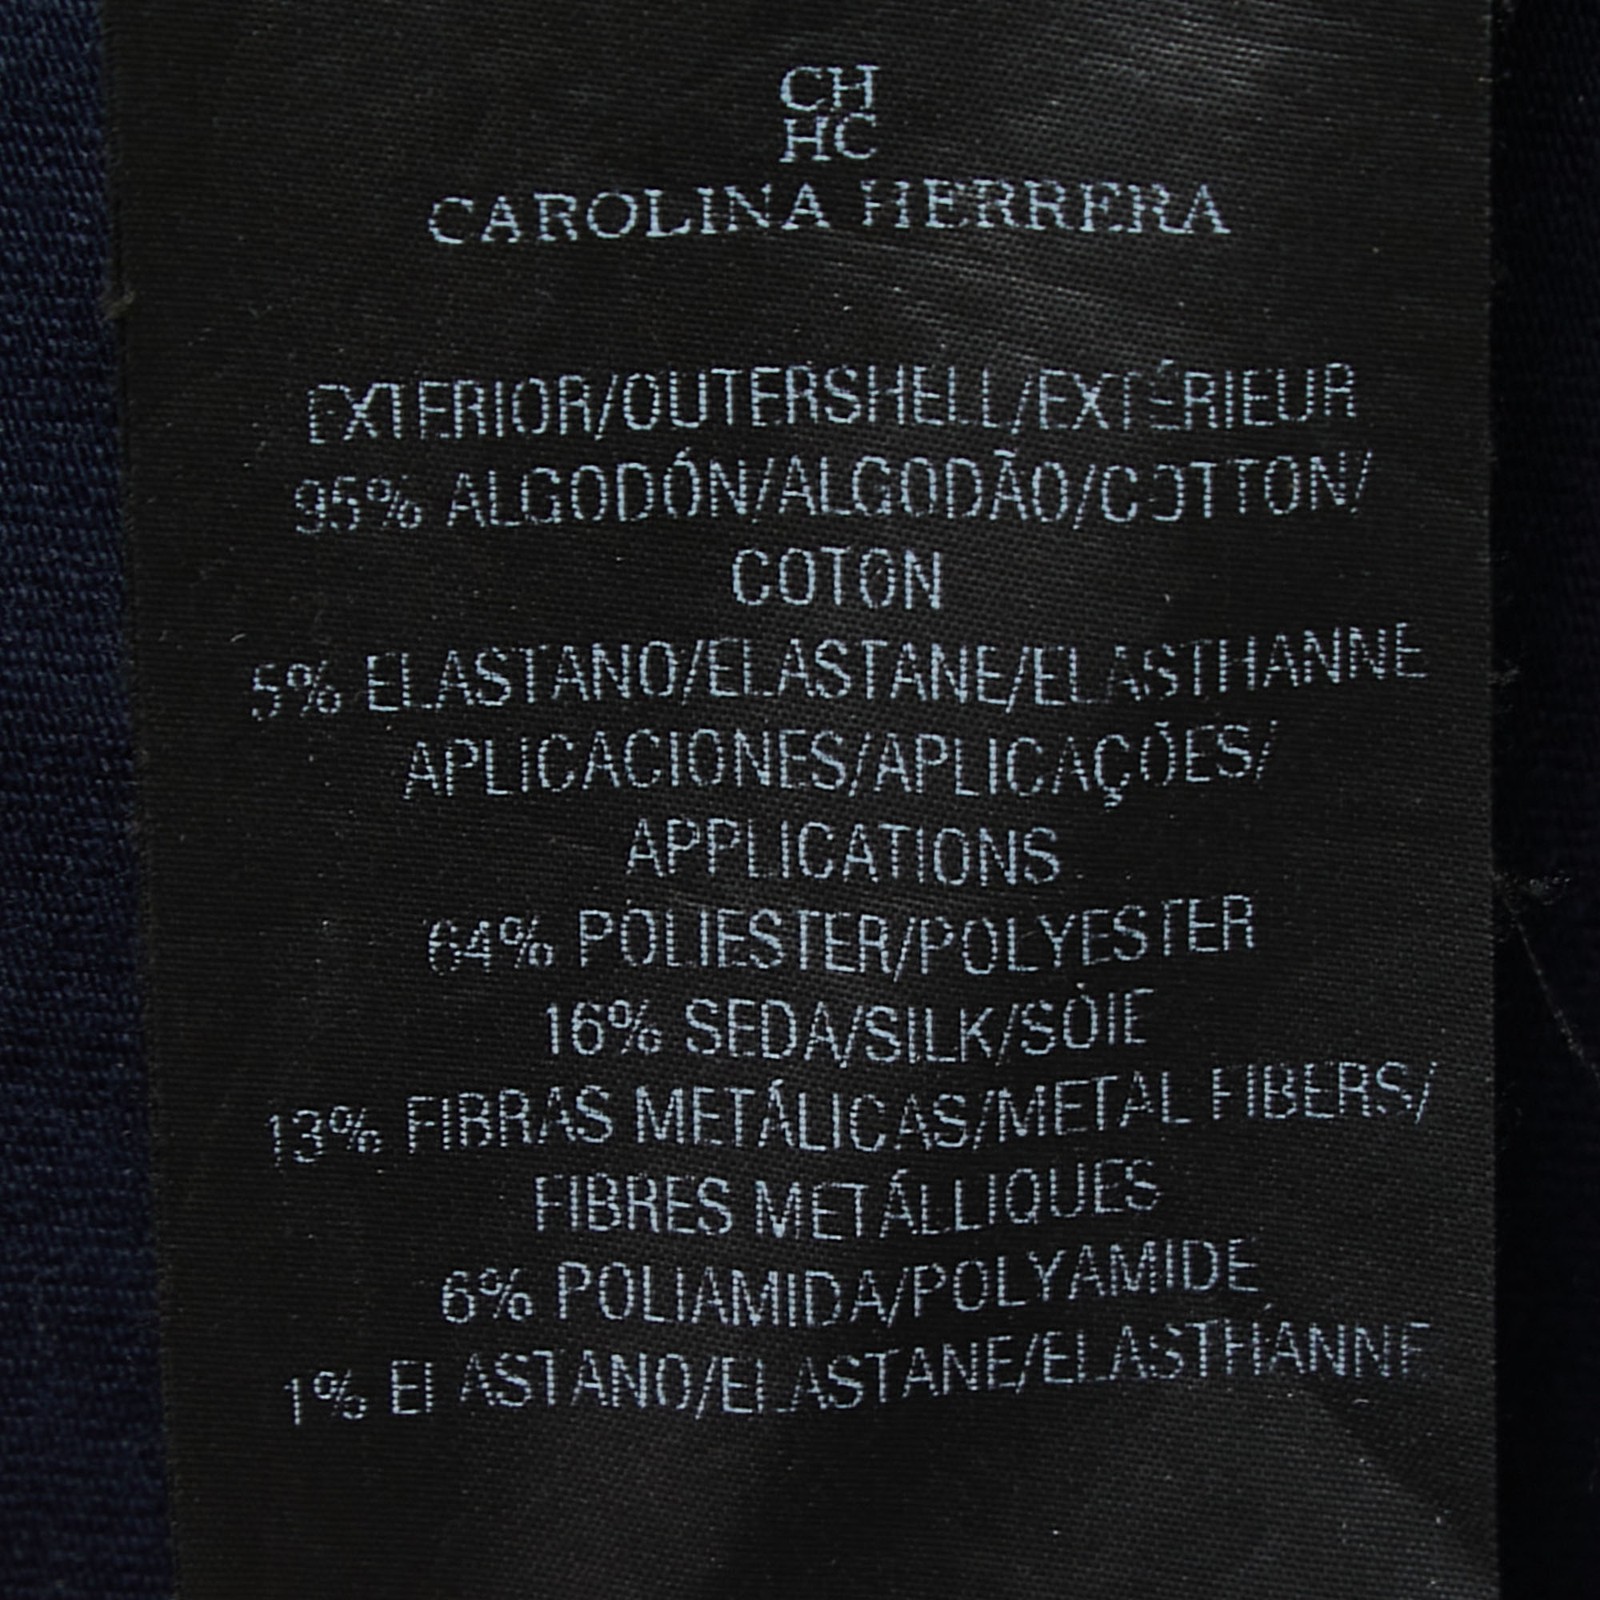 CH
HC
CAROLINA HERRERA
EXTERIOR/OUTERSHELL/EXTÉRIEUR
95% ALGODÓN/ALGODÃO/COTTON/
COTON
5% ELASTANO/ELASTANE/ELASTHANNE
APLICACIONES/APLICAÇÕES/
APPLICATIONS
64% POLIESTER/POLYESTER
16% SEDA/SILK/SOIE
13% FIBRAS METÁLICAS/METAL FIBERS/
FIBRES METÁLLIQUES
6% POLIAMIDA/POLYAMIDE
1% ELASTANO/ELASTANE/ELASTHANNE